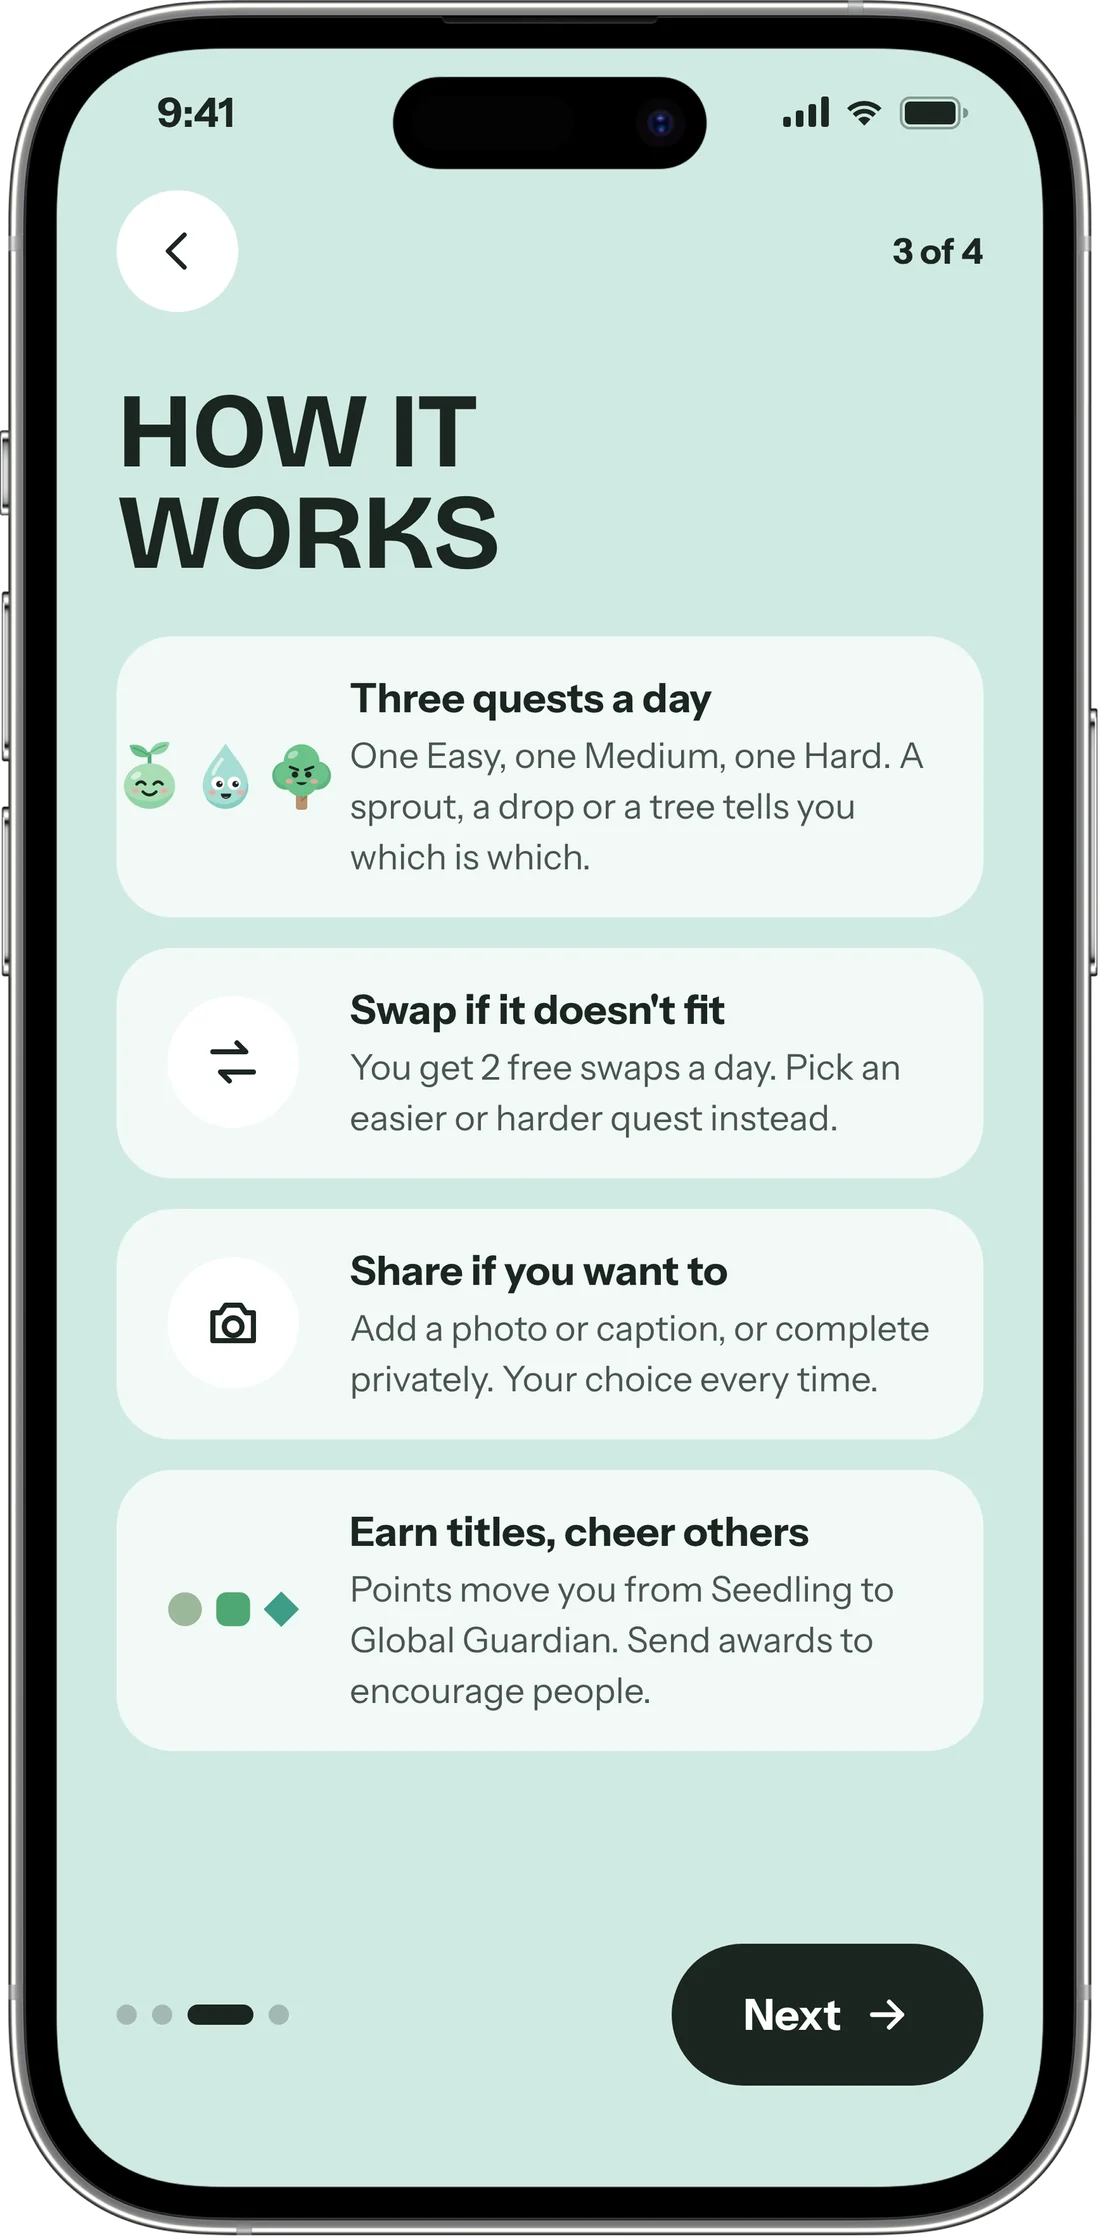 9:41
3 of 4
HOW IT
WORKS
Three quests a day
One Easy, one Medium, one Hard. A
sprout, a drop or a tree tells you
which is which.
Swap if it doesn't fit
You get 2 free swaps a day. Pick an
easier or harder quest instead.
Share if you want to
Add a photo or caption, or complete
privately. Your choice every time.
Earn titles, cheer others
Points move you from Seedling to
Global Guardian. Send awards to
encourage people.
Next